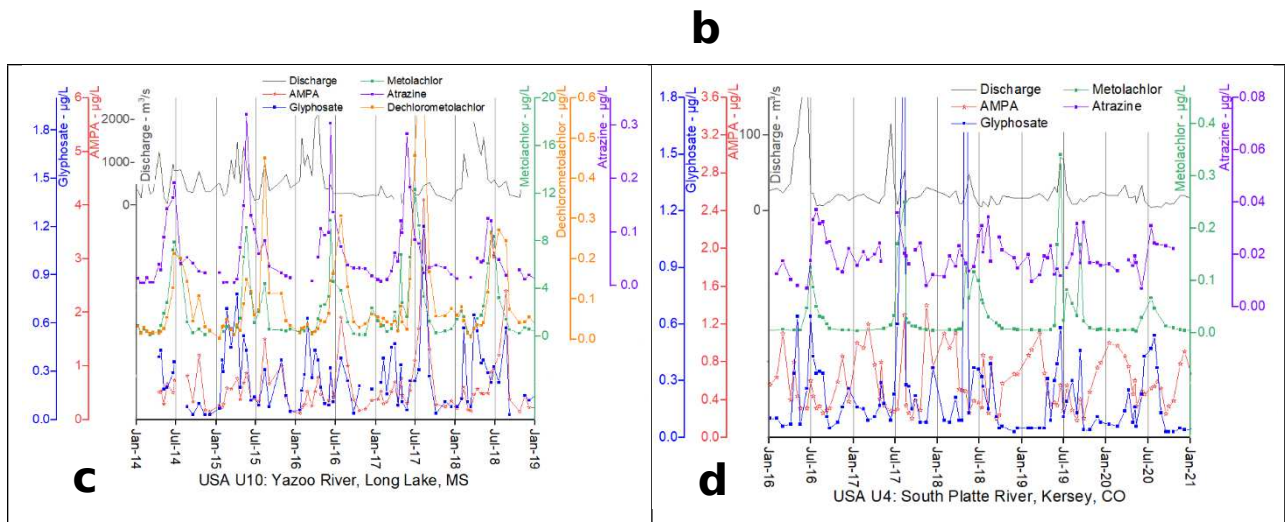 b
Glyphosate - µg/L
0.0
0.3
0.6
0.9
1.2
1.5
1.8
AMPA - µg/L
0
1
2
3
4
5
6
Discharge - m³/s
0
1000
2000
Discharge
AMPA
Glyphosate
Metolachlor
Atrazine
Dechlorometolachlor
Metolachlor - µg/L
0
4
8
12
16
20
Dechlorometolachlor - µg/L
0.0
0.1
0.2
0.3
0.4
0.5
0.6
Atrazine - µg/L
0.0
0.1
0.2
0.3
Jan-14
Jul-14
Jan-15
Jul-15
Jan-16
Jul-16
Jan-17
Jul-17
Jan-18
Jul-18
Jan-19
c
USA U10: Yazoo River, Long Lake, MS
Glyphosate - µg/L
0.0
0.3
0.6
0.9
1.2
1.5
1.8
AMPA - µg/L
0.0
0.4
0.8
1.2
1.6
2.0
2.4
2.8
3.2
3.6
Discharge - m³/s
0
100
Discharge
AMPA
Glyphosate
Metolachlor
Atrazine
Metolachlor - µg/L
0.0
0.1
0.2
0.3
0.4
Atrazine - µg/L
0.00
0.02
0.04
0.06
0.08
Jan-16
Jul-16
Jan-17
Jul-17
Jan-18
Jul-18
Jan-19
Jul-19
Jan-20
Jul-20
Jan-21
d
USA U4: South Platte River, Kersey, CO